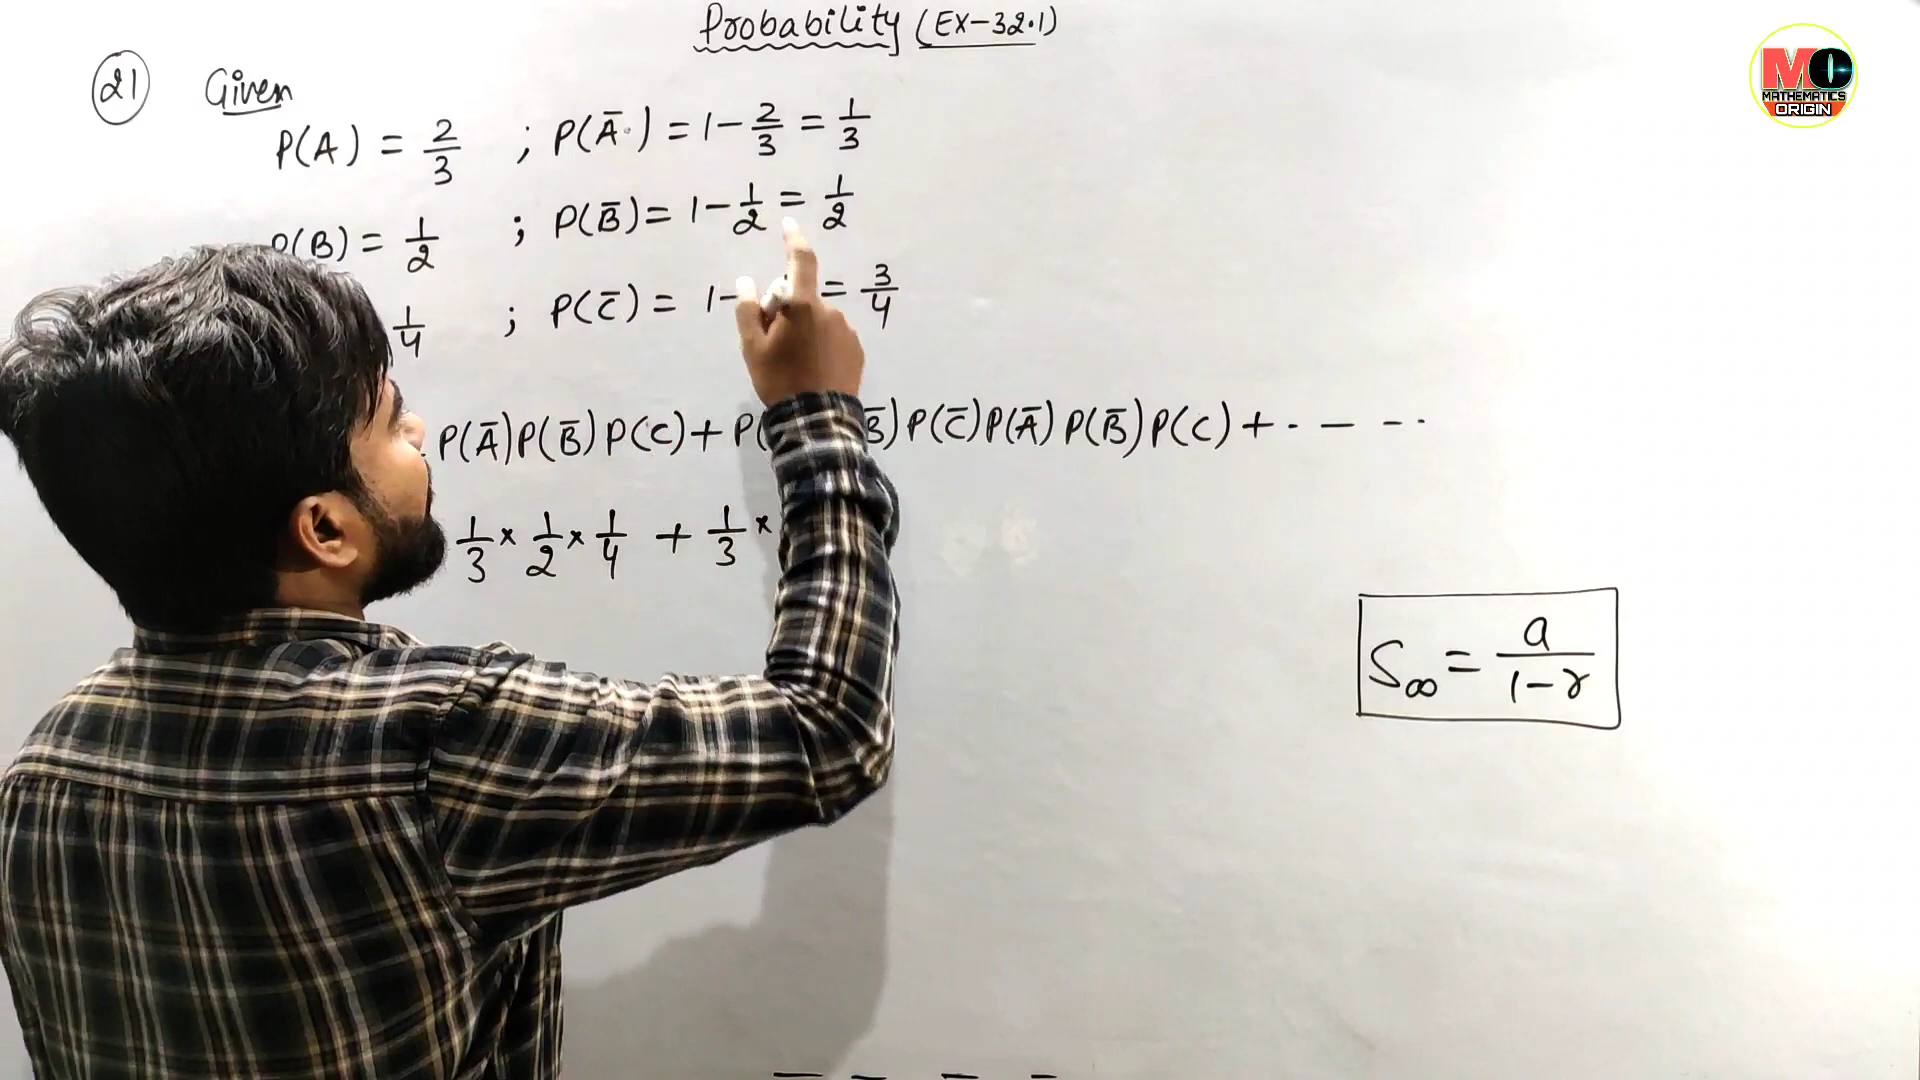 Probability (EX-32.1)
MO
MATHEMATICS
ORIGIN
21 Given
P(A) = 2/3 ; P(Ā) = 1 - 2/3 = 1/3
P(B) = 1/2 ; P(B̄) = 1 - 1/2 = 1/2
1/4 ; P(C̄) = 1 - = 3/4
P(Ā)P(B̄)P(C) + P( B̄)P(C̄)P(Ā)P(B̄)P(C) + · - - ··
1/3 × 1/2 × 1/4 + 1/3 ×
S∞ = a/(1-r)